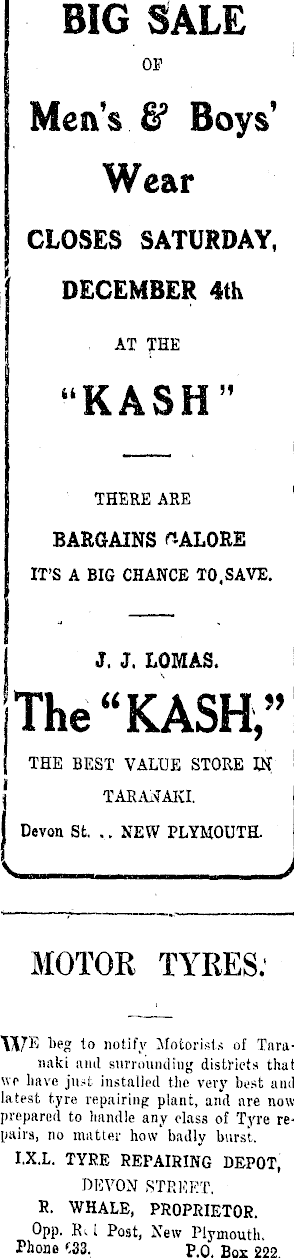 BIG SALE
OF
Men's & Boys'
Wear
CLOSES SATURDAY,
DECEMBER 4th
AT THE
"KASH"
THERE ARE
BARGAINS GALORE
IT'S A BIG CHANCE TO SAVE.
J. J. LOMAS.
The "KASH,"
THE BEST VALUE STORE IN
TARANAKI.
Devon St. .. NEW PLYMOUTH.
MOTOR TYRES.
WE beg to notify Motorists of Tara-
naki and surrounding districts that
we have just installed the very best and
latest tyre repairing plant, and are now
prepared to handle any class of Tyre re-
pairs, no matter how badly burst.
I.X.L. TYRE REPAIRING DEPOT,
DEVON STREET.
R. WHALE, PROPRIETOR.
Opp. Post, New Plymouth.
Phone P.O. Box 222.